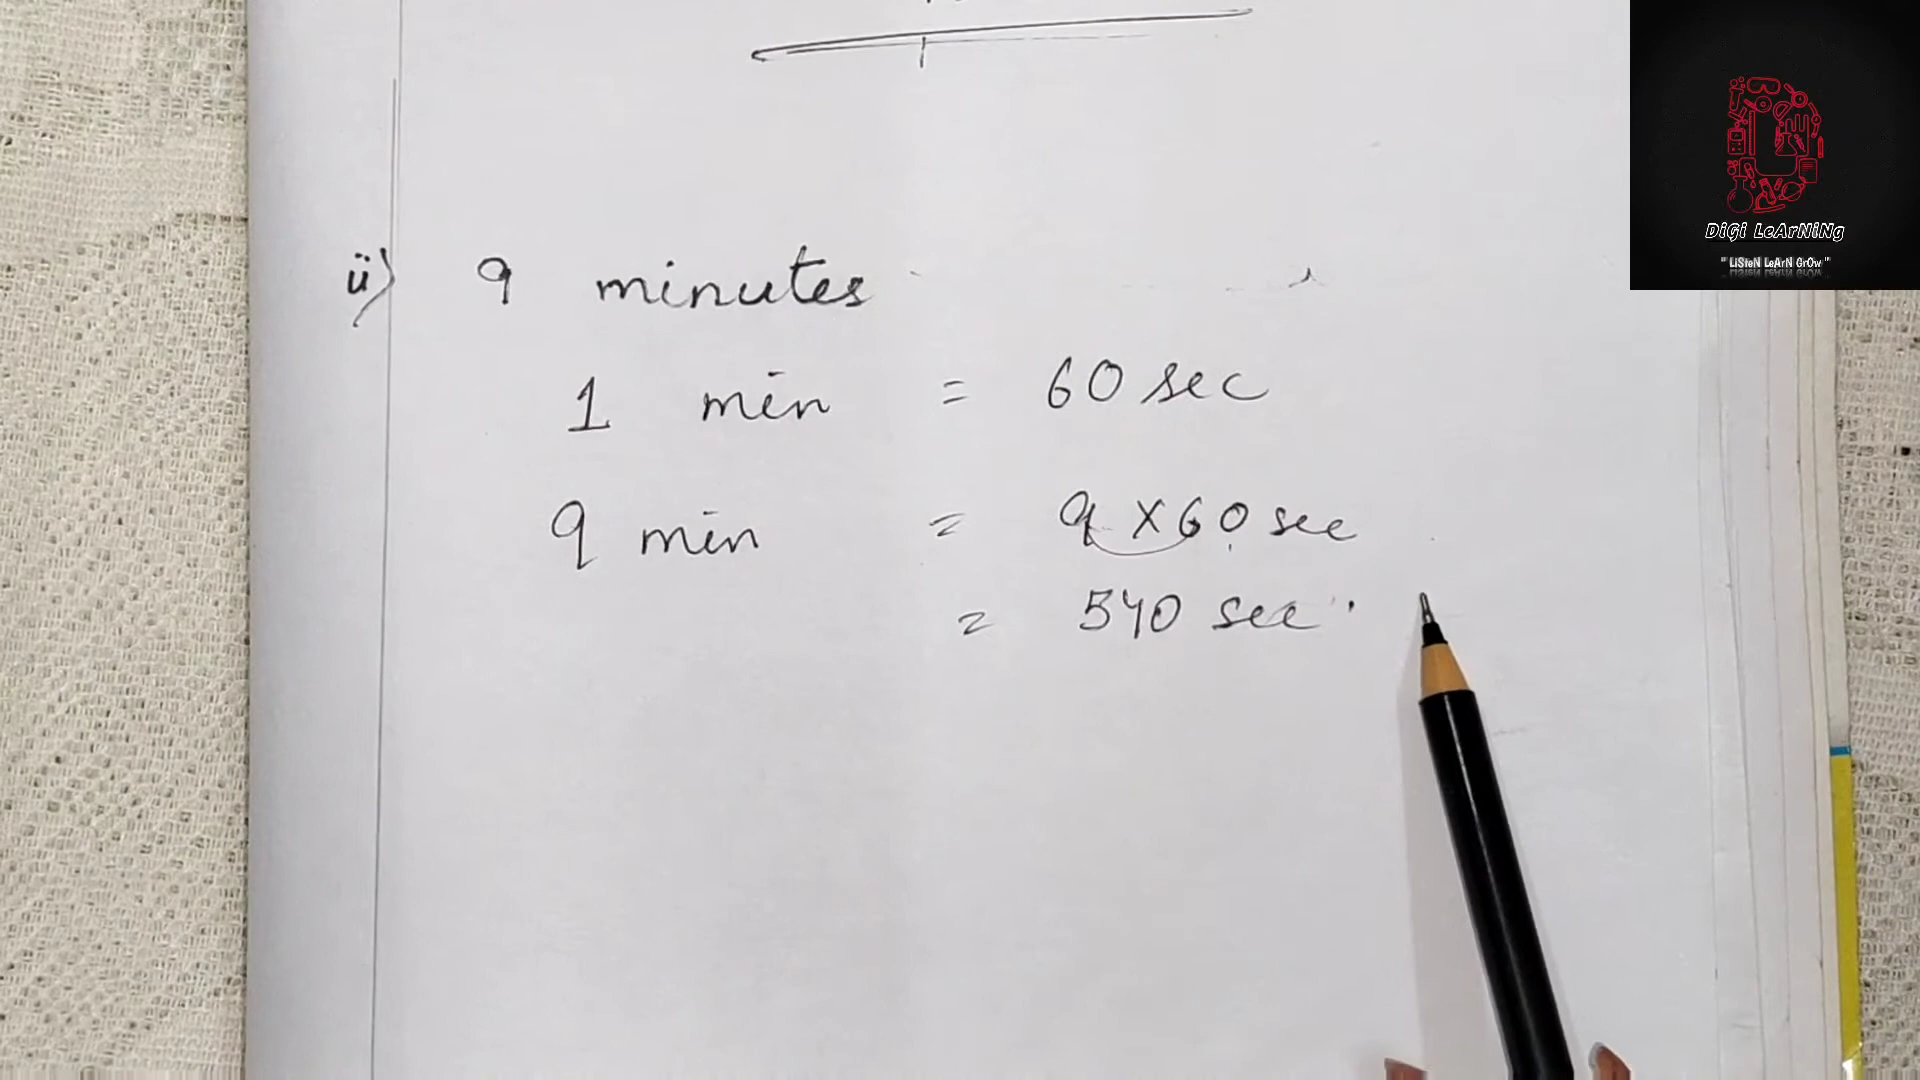 ii) 9 minutes
1 min = 60 sec
9 min = 9 X 60 sec
= 540 sec.
DiGi LeArNiNg
" LiSteN LeArN GrOw "